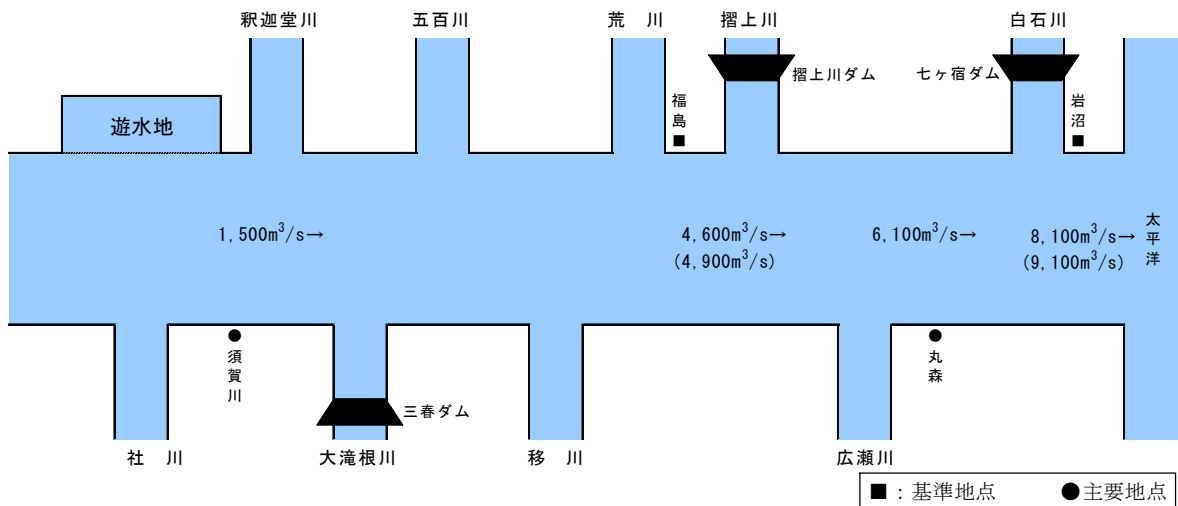 釈迦堂川
五百川
荒　川
摺上川
白石川
摺上川ダム
七ヶ宿ダム
福島
岩沼
遊水地
1,500m³/s→
4,600m³/s→
(4,900m³/s)
6,100m³/s→
8,100m³/s→
(9,100m³/s)
太平洋
須賀川
丸森
三春ダム
社　川
大滝根川
移　川
広瀬川
■：基準地点　●主要地点